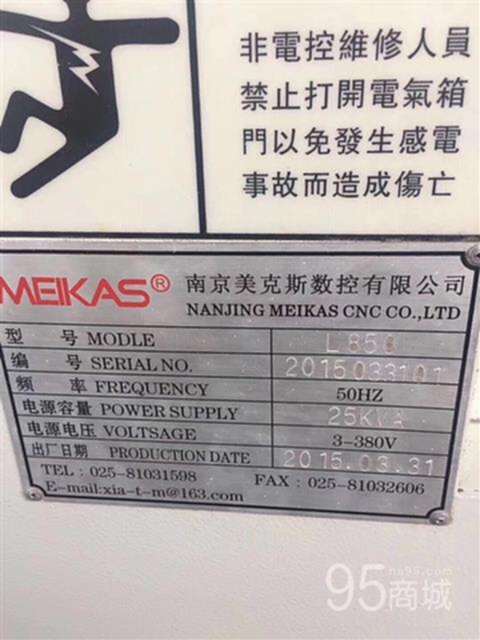 非電控維修人員
禁止打開電氣箱
門以免發生感電
事故而造成傷亡
MEIKAS® 南京美克斯数控有限公司
NANJING MEIKAS CNC CO.,LTD
型 号 MODLE L850
编 号 SERIAL NO. 2015033101
频 率 FREQUENCY 50HZ
电源容量 POWER SUPPLY 25KVA
电源电压 VOLTSAGE 3-380V
出厂日期 PRODUCTION DATE 2015.03.31
TEL：025-81031598 FAX：025-81032606
E-mail:xia-t-m@163.com
95商城